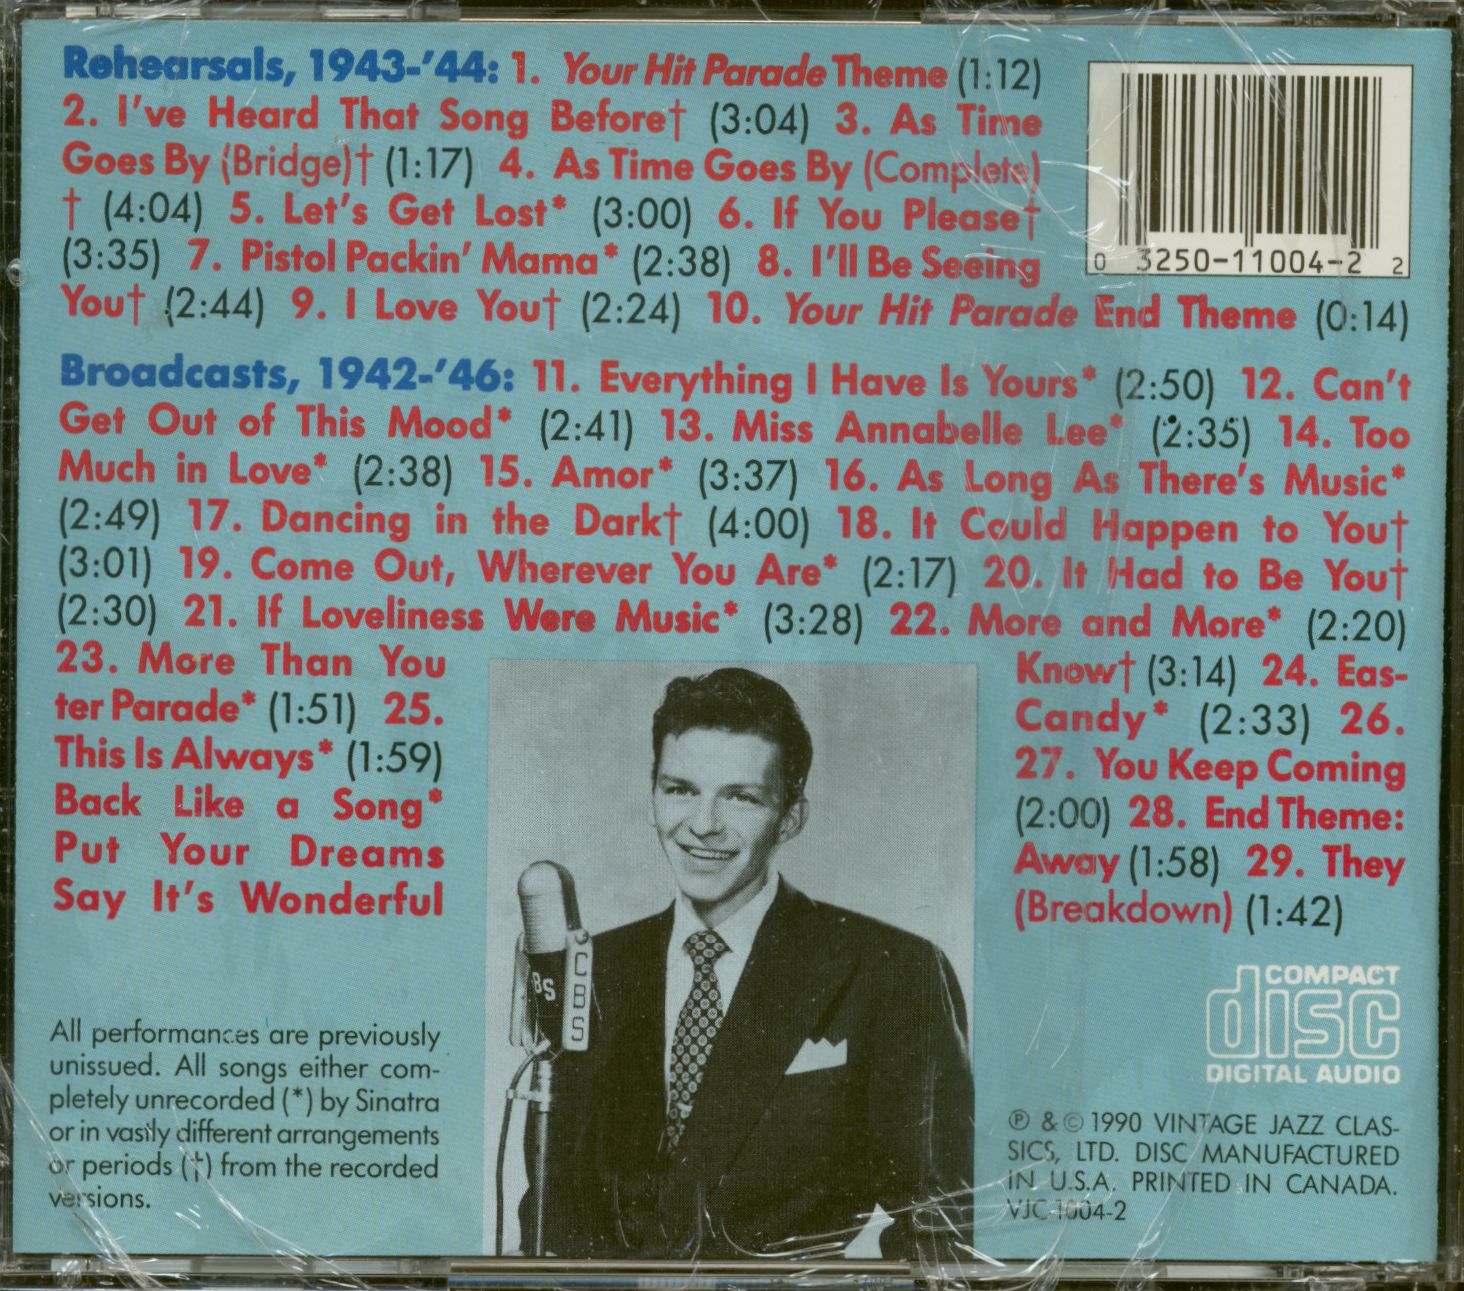 Rehearsals, 1943-'44: 1. Your Hit Parade Theme (1:12)
2. I've Heard That Song Before† (3:04) 3. As Time
Goes By (Bridge)† (1:17) 4. As Time Goes By (Complete)
† (4:04) 5. Let's Get Lost* (3:00) 6. If You Please†
(3:35) 7. Pistol Packin' Mama* (2:38) 8. I'll Be Seeing
You† (2:44) 9. I Love You† (2:24) 10. Your Hit Parade End Theme (0:14)
0 3250-11004-2 2
Broadcasts, 1942-'46: 11. Everything I Have Is Yours* (2:50) 12. Can't
Get Out of This Mood* (2:41) 13. Miss Annabelle Lee* (2:35) 14. Too
Much in Love* (2:38) 15. Amor* (3:37) 16. As Long As There's Music*
(2:49) 17. Dancing in the Dark† (4:00) 18. It Could Happen to You†
(3:01) 19. Come Out, Wherever You Are* (2:17) 20. It Had to Be You†
(2:30) 21. If Loveliness Were Music* (3:28) 22. More and More* (2:20)
23. More Than You Know† (3:14) 24. Eas-
ter Parade* (1:51) 25. Candy* (2:33) 26.
This Is Always* (1:59) 27. You Keep Coming
Back Like a Song* (2:00) 28. End Theme:
Put Your Dreams Away (1:58) 29. They
Say It's Wonderful (Breakdown) (1:42)
BS
CBS
All performances are previously
unissued. All songs either com-
pletely unrecorded (*) by Sinatra
or in vastly different arrangements
or periods (†) from the recorded
versions.
COMPACT
disc
DIGITAL AUDIO
℗ & © 1990 VINTAGE JAZZ CLAS-
SICS, LTD. DISC MANUFACTURED
IN U.S.A. PRINTED IN CANADA.
VJC-1004-2